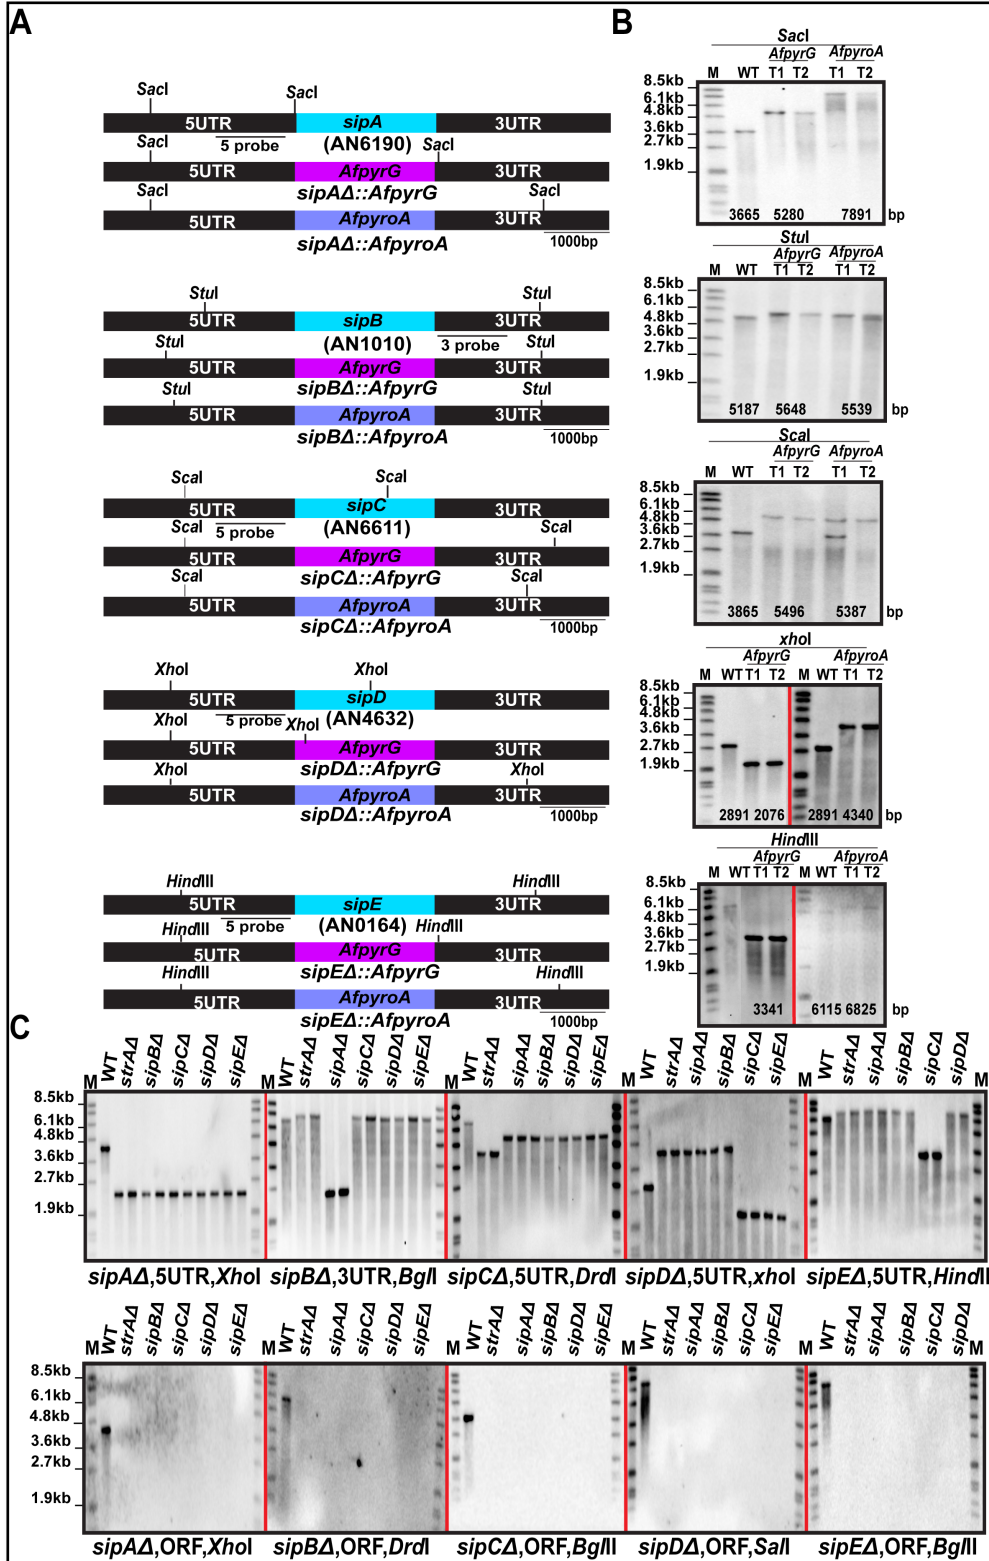 A
SacI
SacI
5UTR
sipA
3UTR
5 probe
(AN6190)
SacI
SacI
5UTR
AfpyrG
3UTR
sipAΔ::AfpyrG
SacI
SacI
5UTR
AfpyroA
3UTR
sipAΔ::AfpyroA
1000bp
StuI
StuI
5UTR
sipB
3UTR
(AN1010)
3 probe
StuI
StuI
5UTR
AfpyrG
3UTR
sipBΔ::AfpyrG
StuI
StuI
5UTR
AfpyroA
3UTR
sipBΔ::AfpyroA
1000bp
ScaI
ScaI
5UTR
sipC
3UTR
5 probe
(AN6611)
ScaI
ScaI
5UTR
AfpyrG
3UTR
sipCΔ::AfpyrG
ScaI
ScaI
5UTR
AfpyroA
3UTR
sipCΔ::AfpyroA
1000bp
XhoI
XhoI
5UTR
sipD
3UTR
5 probe
(AN4632)
XhoI
XhoI
5UTR
AfpyrG
3UTR
sipDΔ::AfpyrG
XhoI
XhoI
5UTR
AfpyroA
3UTR
sipDΔ::AfpyroA
1000bp
HindIII
HindIII
5UTR
sipE
3UTR
5 probe
(AN0164)
HindIII
HindIII
5UTR
AfpyrG
3UTR
sipEΔ::AfpyrG
HindIII
HindIII
5UTR
AfpyroA
3UTR
sipEΔ::AfpyroA
1000bp
B
SacI
AfpyrG AfpyroA
M WT T1 T2 T1 T2
8.5kb
6.1kb
4.8kb
3.6kb
2.7kb
1.9kb
3665 5280 7891 bp
StuI
AfpyrG AfpyroA
M WT T1 T2 T1 T2
8.5kb
6.1kb
4.8kb
3.6kb
2.7kb
1.9kb
5187 5648 5539 bp
ScaI
AfpyrG AfpyroA
M WT T1 T2 T1 T2
8.5kb
6.1kb
4.8kb
3.6kb
2.7kb
1.9kb
3865 5496 5387 bp
xhoI
AfpyrG AfpyroA
M WT T1 T2 M WT T1 T2
8.5kb
6.1kb
4.8kb
3.6kb
2.7kb
1.9kb
2891 2076 2891 4340 bp
HindIII
AfpyrG AfpyroA
M WT T1 T2 M WT T1 T2
8.5kb
6.1kb
4.8kb
3.6kb
2.7kb
1.9kb
3341 6115 6825 bp
C
M WT strAΔ sipBΔ sipCΔ sipDΔ sipEΔ M WT strAΔ sipAΔ sipCΔ sipDΔ sipEΔ M WT strAΔ sipAΔ sipBΔ sipDΔ sipEΔ M WT strAΔ sipAΔ sipBΔ sipCΔ sipEΔ M WT strAΔ sipAΔ sipBΔ sipCΔ sipDΔ M
8.5kb
6.1kb
4.8kb
3.6kb
2.7kb
1.9kb
sipAΔ,5UTR,XhoI sipBΔ,3UTR,BglI sipCΔ,5UTR,DrdI sipDΔ,5UTR,xhoI sipEΔ,5UTR,HindII
M WT strAΔ sipBΔ sipCΔ sipDΔ sipEΔ M WT strAΔ sipAΔ sipCΔ sipDΔ sipEΔ M WT strAΔ sipAΔ sipBΔ sipDΔ sipEΔ M WT strAΔ sipAΔ sipBΔ sipCΔ sipEΔ M WT strAΔ sipAΔ sipBΔ sipCΔ sipDΔ M
8.5kb
6.1kb
4.8kb
3.6kb
2.7kb
1.9kb
sipAΔ,ORF,XhoI sipBΔ,ORF,DrdI sipCΔ,ORF,BglII sipDΔ,ORF,SalI sipEΔ,ORF,BglII